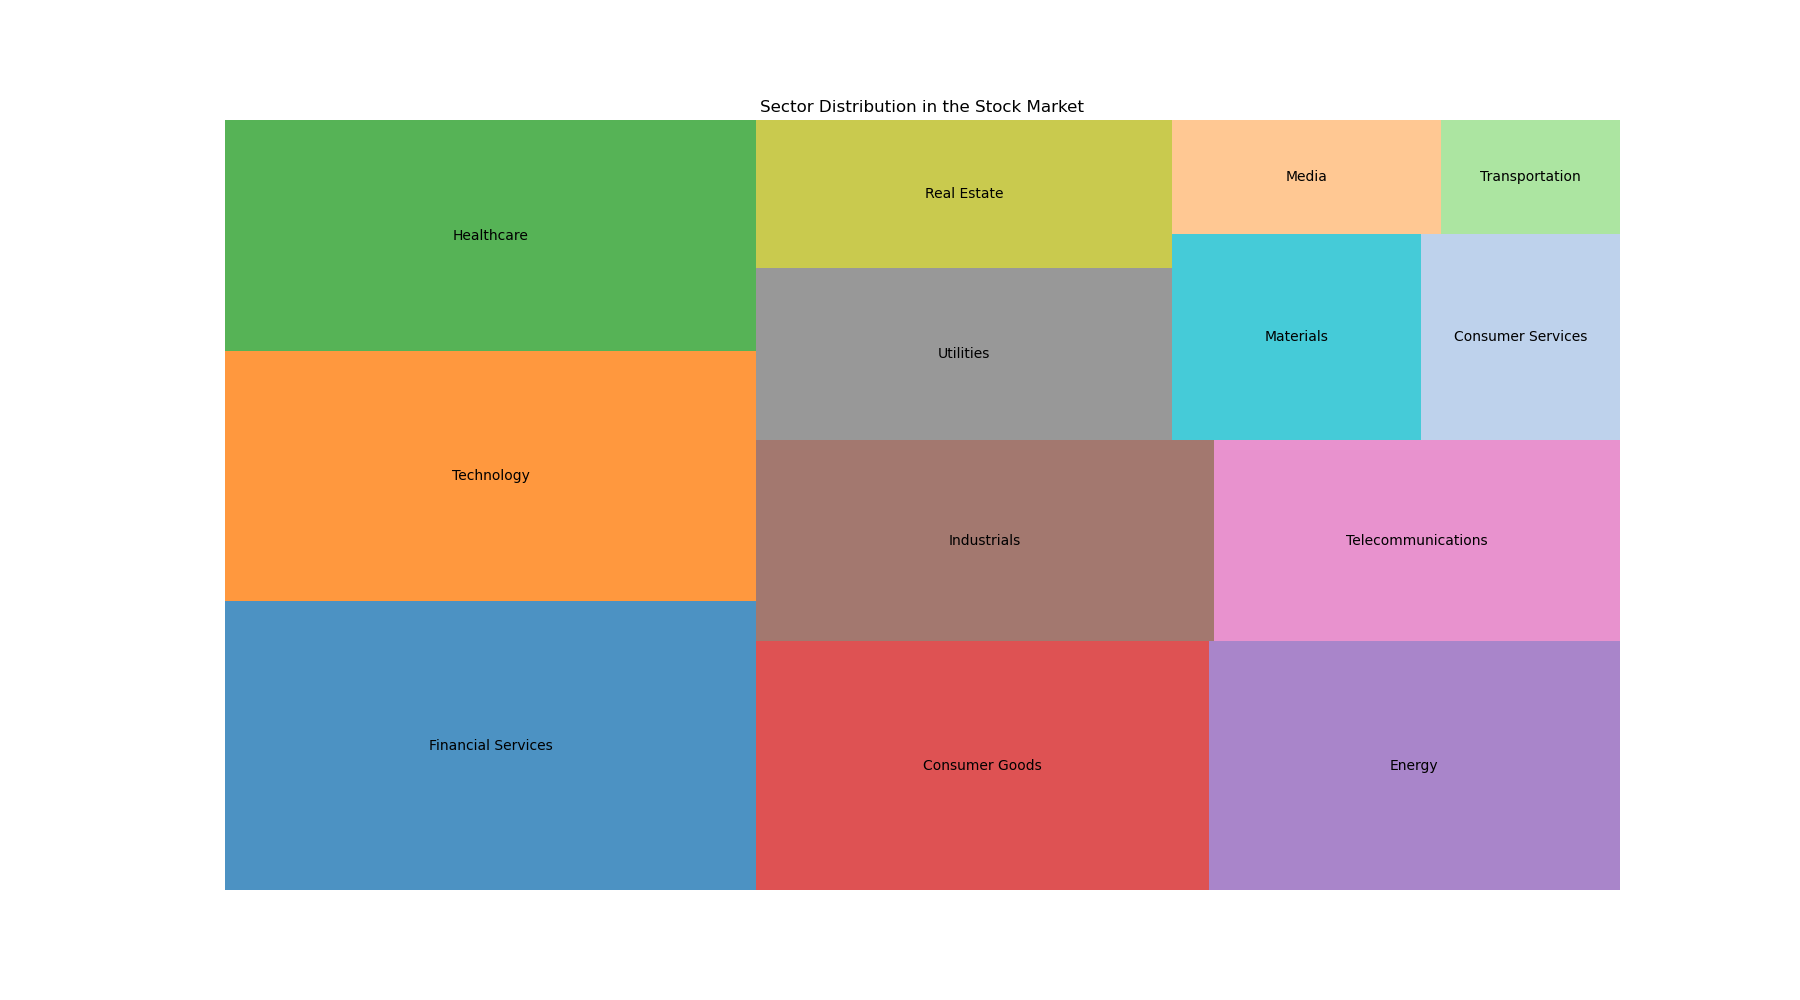 Sector Distribution in the Stock Market
Healthcare
Technology
Financial Services
Real Estate
Utilities
Industrials
Consumer Goods
Media
Transportation
Materials
Consumer Services
Telecommunications
Energy